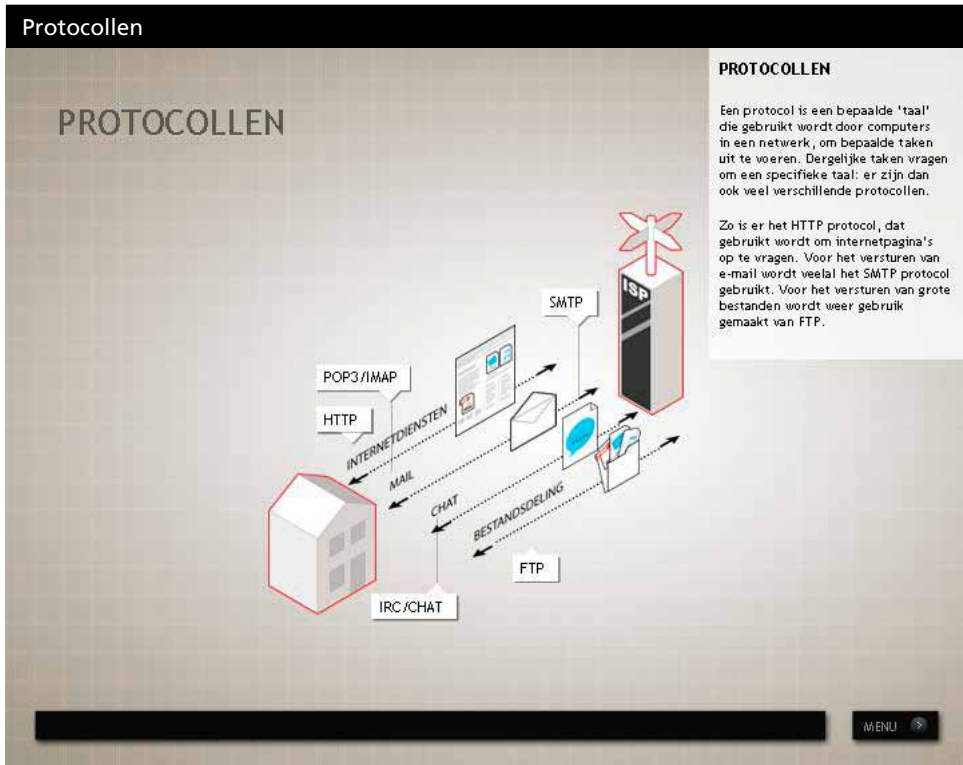 Protocollen
PROTOCOLLEN
PROTOCOLLEN
Een protocol is een bepaalde 'taal'
die gebruikt wordt door computers
in een netwerk, om bepaalde taken
uit te voeren. Dergelijke taken vragen
om een specifieke taal: er zijn dan
ook veel verschillende protocollen.
Zo is er het HTTP protocol, dat
gebruikt wordt om internetpagina's
op te vragen. Voor het versturen van
e-mail wordt veelal het SMTP protocol
gebruikt. Voor het versturen van grote
bestanden wordt weer gebruik
gemaakt van FTP.
ISP
SMTP
POP3/IMAP
HTTP
INTERNETDIENSTEN
MAIL
CHAT
BESTANDSDELING
FTP
IRC/CHAT
MENU